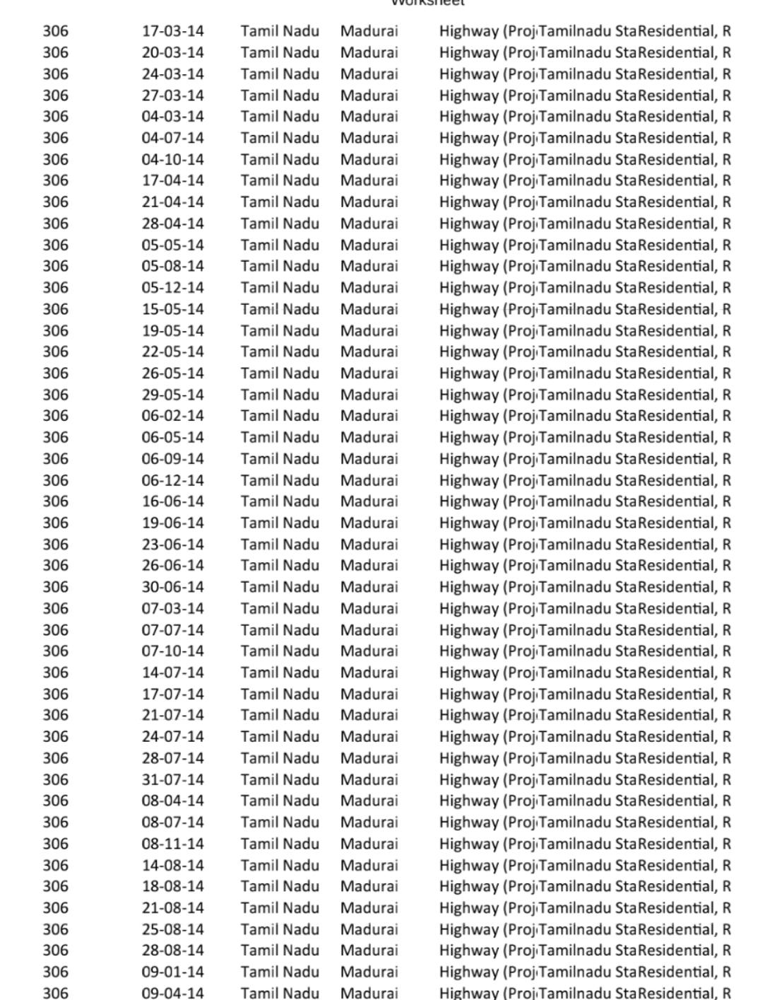 Worksheet
306 17-03-14 Tamil Nadu Madurai Highway (Proj Tamilnadu Sta Residential, R
306 20-03-14 Tamil Nadu Madurai Highway (Proj Tamilnadu Sta Residential, R
306 24-03-14 Tamil Nadu Madurai Highway (Proj Tamilnadu Sta Residential, R
306 27-03-14 Tamil Nadu Madurai Highway (Proj Tamilnadu Sta Residential, R
306 04-03-14 Tamil Nadu Madurai Highway (Proj Tamilnadu Sta Residential, R
306 04-07-14 Tamil Nadu Madurai Highway (Proj Tamilnadu Sta Residential, R
306 04-10-14 Tamil Nadu Madurai Highway (Proj Tamilnadu Sta Residential, R
306 17-04-14 Tamil Nadu Madurai Highway (Proj Tamilnadu Sta Residential, R
306 21-04-14 Tamil Nadu Madurai Highway (Proj Tamilnadu Sta Residential, R
306 28-04-14 Tamil Nadu Madurai Highway (Proj Tamilnadu Sta Residential, R
306 05-05-14 Tamil Nadu Madurai Highway (Proj Tamilnadu Sta Residential, R
306 05-08-14 Tamil Nadu Madurai Highway (Proj Tamilnadu Sta Residential, R
306 05-12-14 Tamil Nadu Madurai Highway (Proj Tamilnadu Sta Residential, R
306 15-05-14 Tamil Nadu Madurai Highway (Proj Tamilnadu Sta Residential, R
306 19-05-14 Tamil Nadu Madurai Highway (Proj Tamilnadu Sta Residential, R
306 22-05-14 Tamil Nadu Madurai Highway (Proj Tamilnadu Sta Residential, R
306 26-05-14 Tamil Nadu Madurai Highway (Proj Tamilnadu Sta Residential, R
306 29-05-14 Tamil Nadu Madurai Highway (Proj Tamilnadu Sta Residential, R
306 06-02-14 Tamil Nadu Madurai Highway (Proj Tamilnadu Sta Residential, R
306 06-05-14 Tamil Nadu Madurai Highway (Proj Tamilnadu Sta Residential, R
306 06-09-14 Tamil Nadu Madurai Highway (Proj Tamilnadu Sta Residential, R
306 06-12-14 Tamil Nadu Madurai Highway (Proj Tamilnadu Sta Residential, R
306 16-06-14 Tamil Nadu Madurai Highway (Proj Tamilnadu Sta Residential, R
306 19-06-14 Tamil Nadu Madurai Highway (Proj Tamilnadu Sta Residential, R
306 23-06-14 Tamil Nadu Madurai Highway (Proj Tamilnadu Sta Residential, R
306 26-06-14 Tamil Nadu Madurai Highway (Proj Tamilnadu Sta Residential, R
306 30-06-14 Tamil Nadu Madurai Highway (Proj Tamilnadu Sta Residential, R
306 07-03-14 Tamil Nadu Madurai Highway (Proj Tamilnadu Sta Residential, R
306 07-07-14 Tamil Nadu Madurai Highway (Proj Tamilnadu Sta Residential, R
306 07-10-14 Tamil Nadu Madurai Highway (Proj Tamilnadu Sta Residential, R
306 14-07-14 Tamil Nadu Madurai Highway (Proj Tamilnadu Sta Residential, R
306 17-07-14 Tamil Nadu Madurai Highway (Proj Tamilnadu Sta Residential, R
306 21-07-14 Tamil Nadu Madurai Highway (Proj Tamilnadu Sta Residential, R
306 24-07-14 Tamil Nadu Madurai Highway (Proj Tamilnadu Sta Residential, R
306 28-07-14 Tamil Nadu Madurai Highway (Proj Tamilnadu Sta Residential, R
306 31-07-14 Tamil Nadu Madurai Highway (Proj Tamilnadu Sta Residential, R
306 08-04-14 Tamil Nadu Madurai Highway (Proj Tamilnadu Sta Residential, R
306 08-07-14 Tamil Nadu Madurai Highway (Proj Tamilnadu Sta Residential, R
306 08-11-14 Tamil Nadu Madurai Highway (Proj Tamilnadu Sta Residential, R
306 14-08-14 Tamil Nadu Madurai Highway (Proj Tamilnadu Sta Residential, R
306 18-08-14 Tamil Nadu Madurai Highway (Proj Tamilnadu Sta Residential, R
306 21-08-14 Tamil Nadu Madurai Highway (Proj Tamilnadu Sta Residential, R
306 25-08-14 Tamil Nadu Madurai Highway (Proj Tamilnadu Sta Residential, R
306 28-08-14 Tamil Nadu Madurai Highway (Proj Tamilnadu Sta Residential, R
306 09-01-14 Tamil Nadu Madurai Highway (Proj Tamilnadu Sta Residential, R
306 09-04-14 Tamil Nadu Madurai Highway (Proj Tamilnadu Sta Residential, R